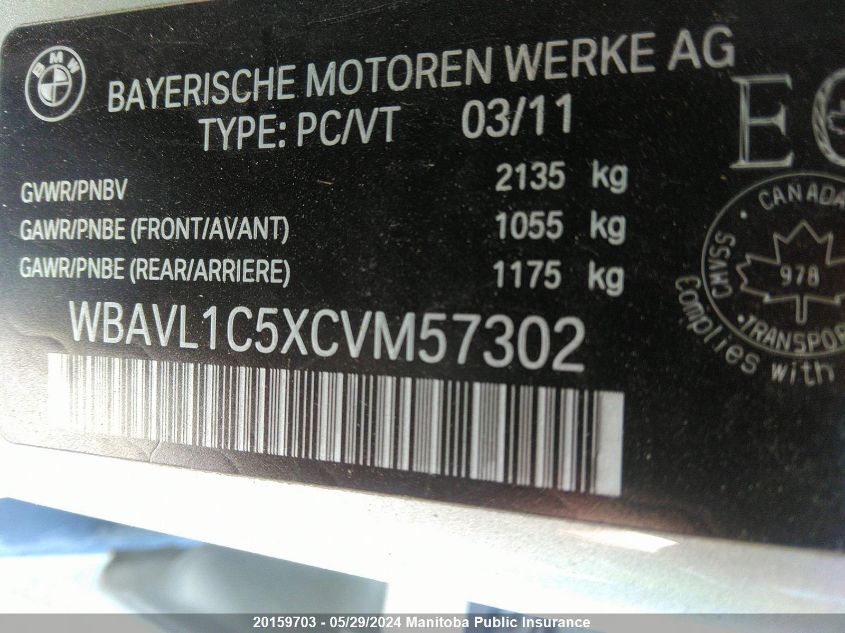 BMW
BAYERISCHE MOTOREN WERKE AG
TYPE: PC/VT 03/11
GVWR/PNBV 2135 kg
GAWR/PNBE (FRONT/AVANT) 1055 kg
GAWR/PNBE (REAR/ARRIERE) 1175 kg
WBAVL1C5XCVM57302
E
CANADA
CMVSS
978
TRANSPOR
Complies with
20159703 - 05/29/2024 Manitoba Public Insurance